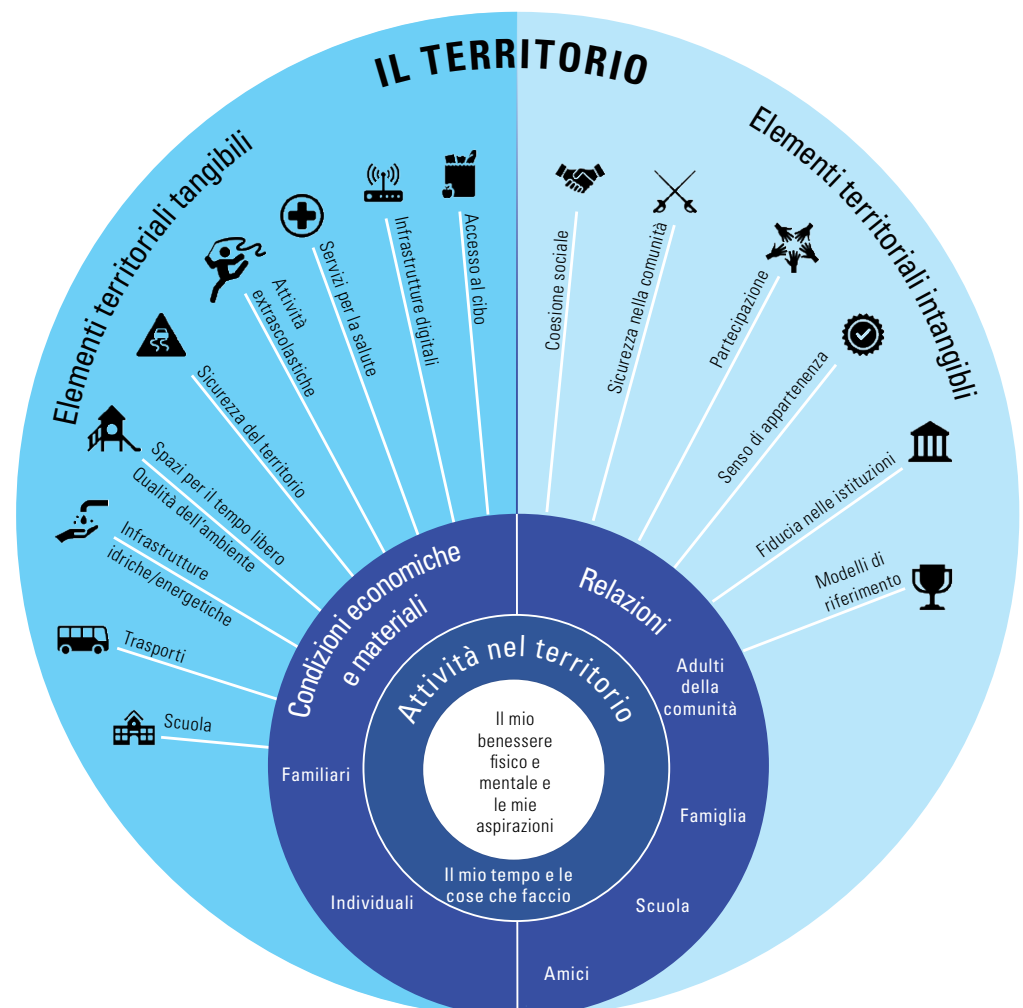 IL TERRITORIO
Elementi territoriali tangibili
Accesso al cibo
Infrastrutture digitali
Servizi per la salute
Attività
extrascolastiche
Sicurezza del territorio
Spazi per il tempo libero
Qualità dell'ambiente
Infrastrutture
idriche/energetiche
Trasporti
Scuola
Elementi territoriali intangibli
Coesione sociale
Sicurezza nella comunità
Partecipazione
Senso di appartenenza
Fiducia nelle istituzioni
Modelli di
riferimento
Condizioni economiche
e materiali
Familiari
Individuali
Relazioni
Adulti
della
comunità
Famiglia
Scuola
Amici
Attività nel territorio
Il mio
benessere
fisico e
mentale e
le mie
aspirazioni
Il mio tempo e le
cose che faccio